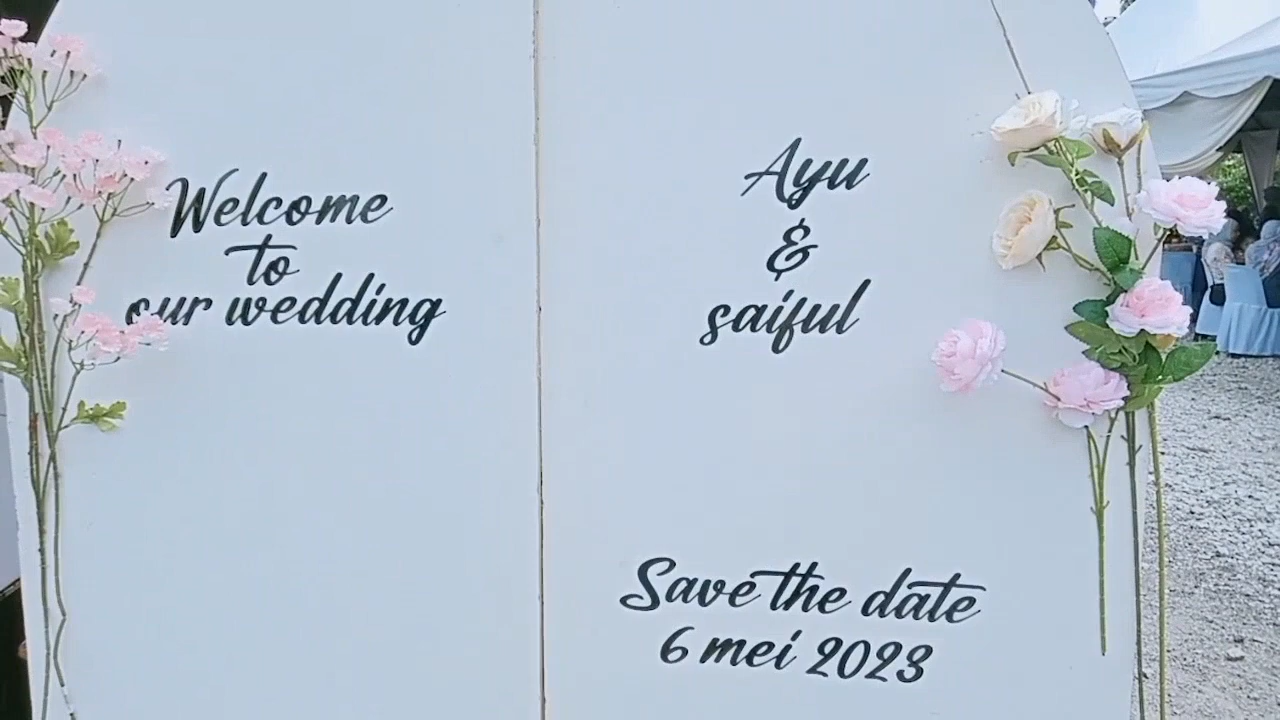 Welcome
to
our wedding
Ayu
&
saiful
Save the date
6 mei 2023